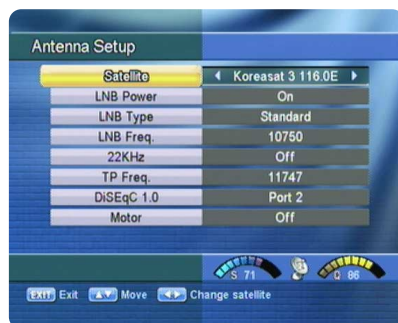 Antenna Setup
Satellite Koreasat 3 116.0E
LNB Power On
LNB Type Standard
LNB Freq. 10750
22KHz Off
TP Freq. 11747
DiSEqC 1.0 Port 2
Motor Off
S 71 Q 86
EXIT Exit Move Change satellite